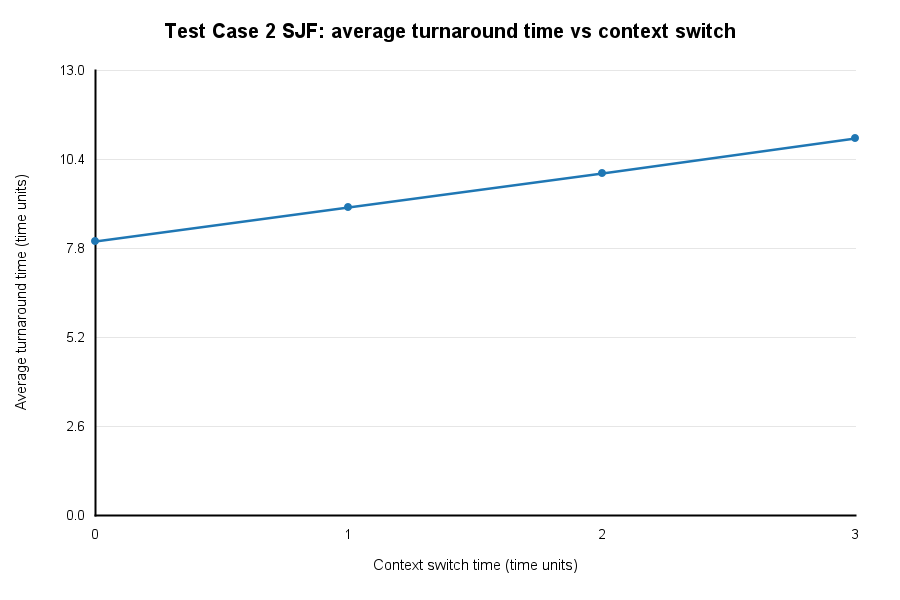 Test Case 2 SJF: average turnaround time vs context switch
13.0
10.4
7.8
5.2
2.6
0.0
Average turnaround time (time units)
0 1 2 3
Context switch time (time units)